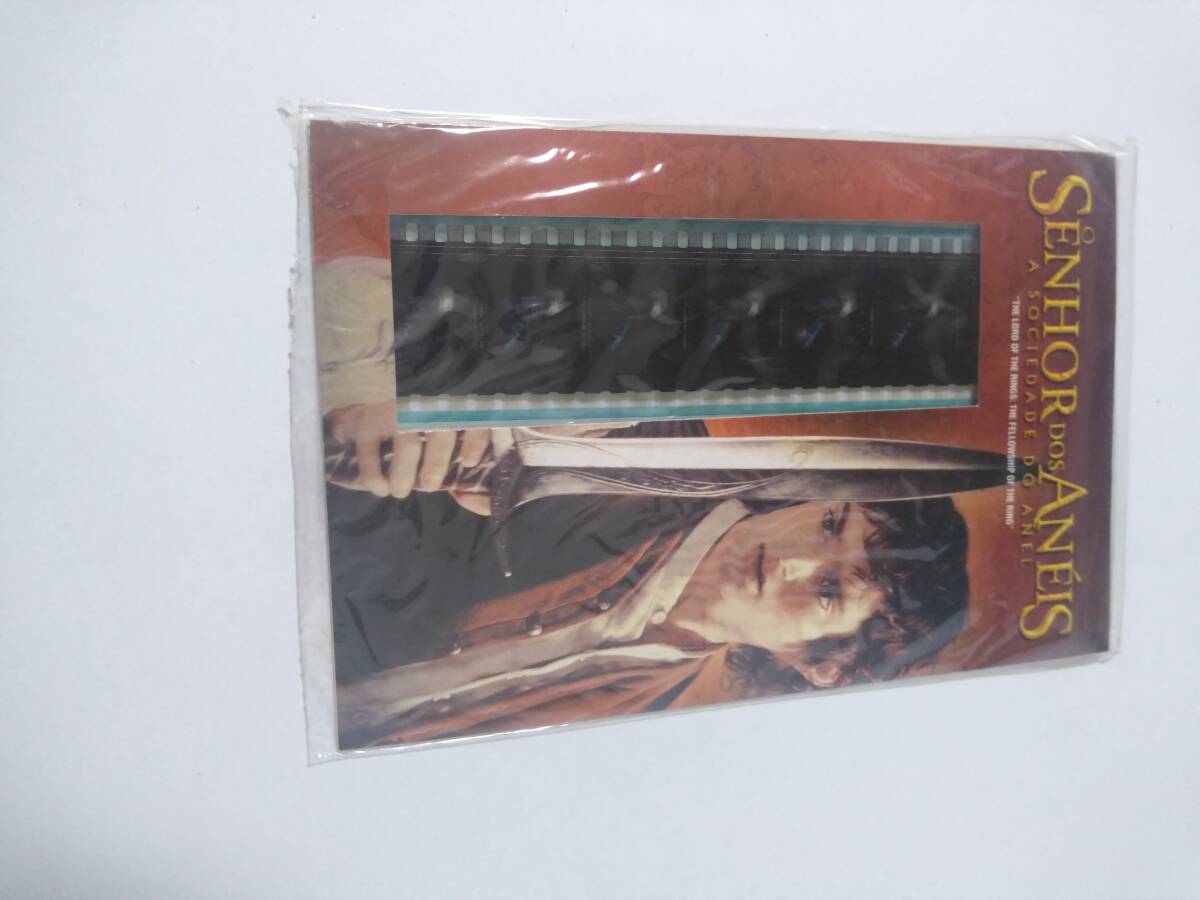 O
SENHOR DOS ANÉIS
A SOCIEDADE DO ANEL
"THE LORD OF THE RINGS: THE FELLOWSHIP OF THE RING"